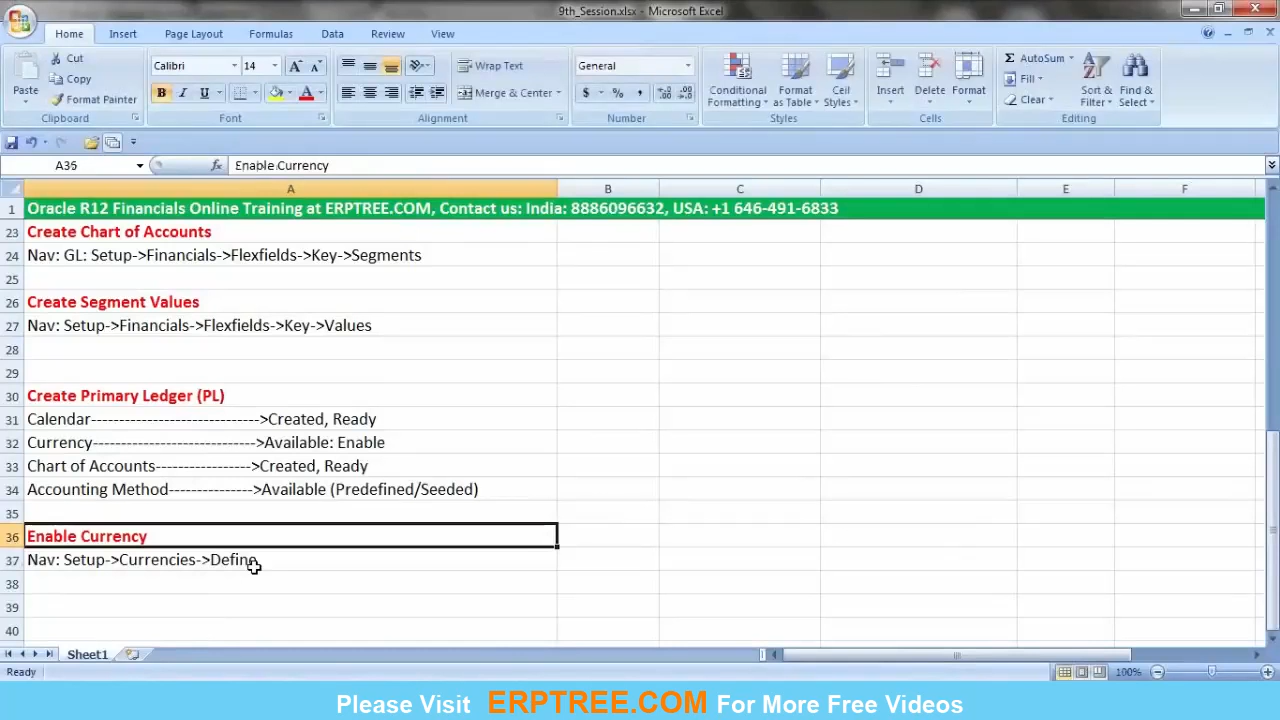 9th_Session.xlsx - Microsoft Excel
Home Insert Page Layout Formulas Data Review View
Paste
Cut
Copy
Format Painter
Clipboard
Calibri 14
B I U
Font
Wrap Text
Merge & Center
Alignment
General
$ % ,
Number
Conditional Formatting
Format as Table
Cell Styles
Styles
Insert Delete Format
Cells
AutoSum
Fill
Clear
Sort & Filter
Find & Select
Editing
A36 fx Enable Currency
A B C D E F
1 Oracle R12 Financials Online Training at ERPTREE.COM, Contact us: India: 8886096632, USA: +1 646-491-6833
23 Create Chart of Accounts
24 Nav: GL: Setup->Financials->Flexfields->Key->Segments
25
26 Create Segment Values
27 Nav: Setup->Financials->Flexfields->Key->Values
28
29
30 Create Primary Ledger (PL)
31 Calendar------------------------------>Created, Ready
32 Currency----------------------------->Available: Enable
33 Chart of Accounts----------------->Created, Ready
34 Accounting Method--------------->Available (Predefined/Seeded)
35
36 Enable Currency
37 Nav: Setup->Currencies->Define
38
39
40
Sheet1
Ready 100%
Please Visit ERPTREE.COM For More Free Videos